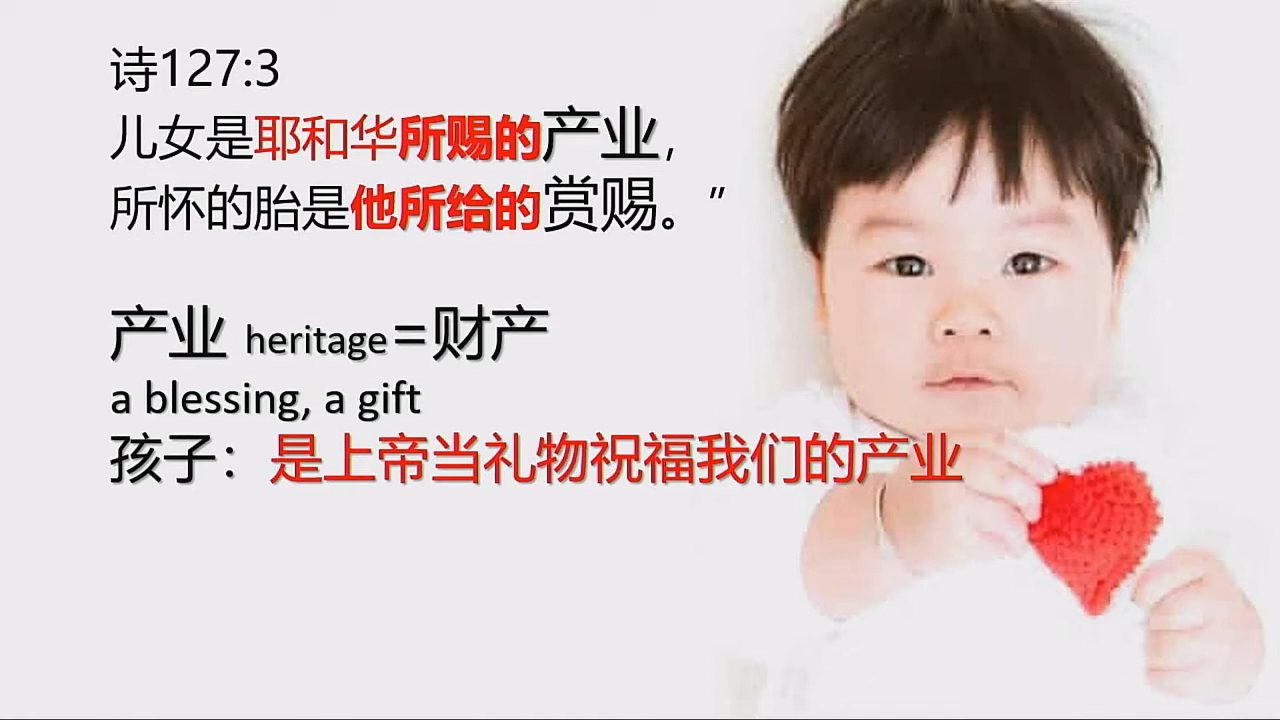 诗127:3
儿女是耶和华所赐的产业，
所怀的胎是他所给的赏赐。”
产业 heritage=财产
a blessing, a gift
孩子：是上帝当礼物祝福我们的产业